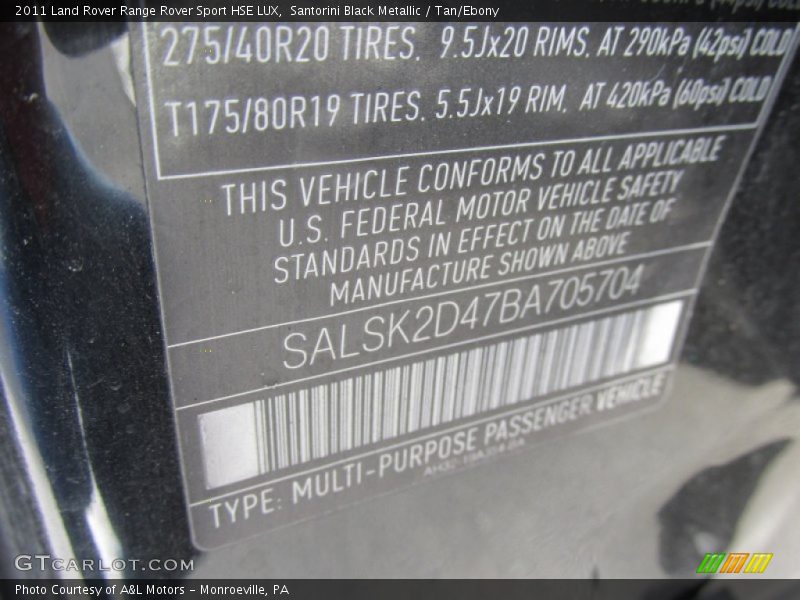 2011 Land Rover Range Rover Sport HSE LUX,  Santorini Black Metallic / Tan/Ebony
275/40R20 TIRES. 9.5Jx20 RIMS. AT 290kPa (42psi) COLD
T175/80R19 TIRES. 5.5Jx19 RIM. AT 420kPa (60psi) COLD
THIS VEHICLE CONFORMS TO ALL APPLICABLE
U.S. FEDERAL MOTOR VEHICLE SAFETY
STANDARDS IN EFFECT ON THE DATE OF
MANUFACTURE SHOWN ABOVE
SALSK2D47BA705704
TYPE: MULTI-PURPOSE PASSENGER VEHICLE
GTCARLOT.COM
Photo Courtesy of A&L Motors – Monroeville, PA